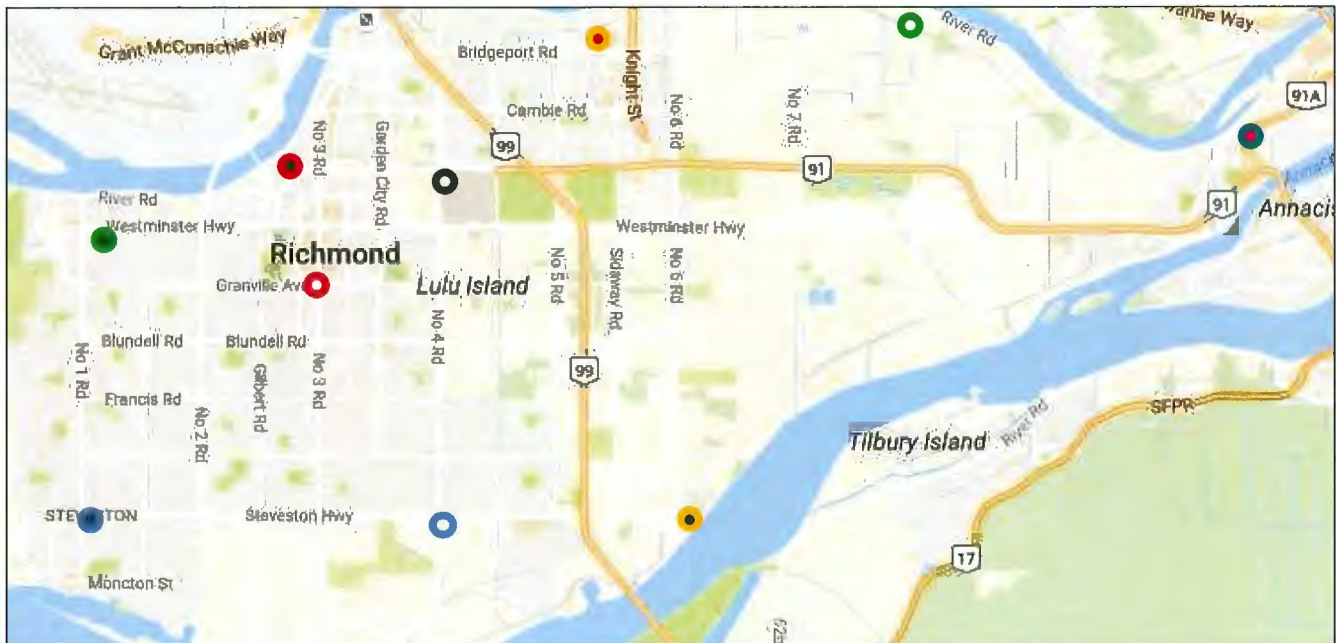 Grant McConachie Way
Bridgeport Rd
Knight St
River Rd
Way
91A
Cambie Rd
No 6 Rd
No 7 Rd
No 3 Rd
Garden City Rd
99
91
River Rd
Westminster Hwy
91
Westminster Hwy
Richmond
Lulu Island
No 5 Rd
Sidaway Rd
No 6 Rd
Granville Ave
Blundell Rd
Blundell Rd
No 4 Rd
No 1 Rd
Gilbert Rd
No 3 Rd
99
Francis Rd
No 2 Rd
SFPR
River Rd
Tilbury Island
STEVESTON
Steveston Hwy
17
Moncton St